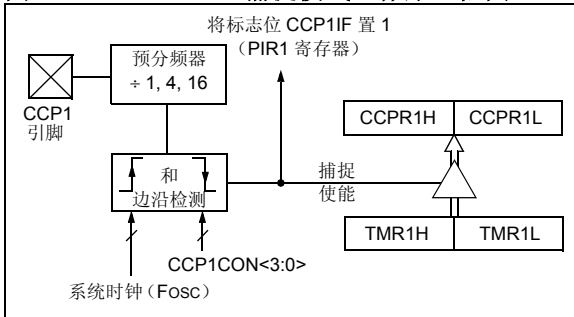 将标志位 CCP1IF 置 1
（PIR1 寄存器）
预分频器
÷ 1, 4, 16
CCP1
引脚
CCPR1H
CCPR1L
和
边沿检测
捕捉
使能
TMR1H
TMR1L
CCP1CON<3:0>
系统时钟（FOSC）